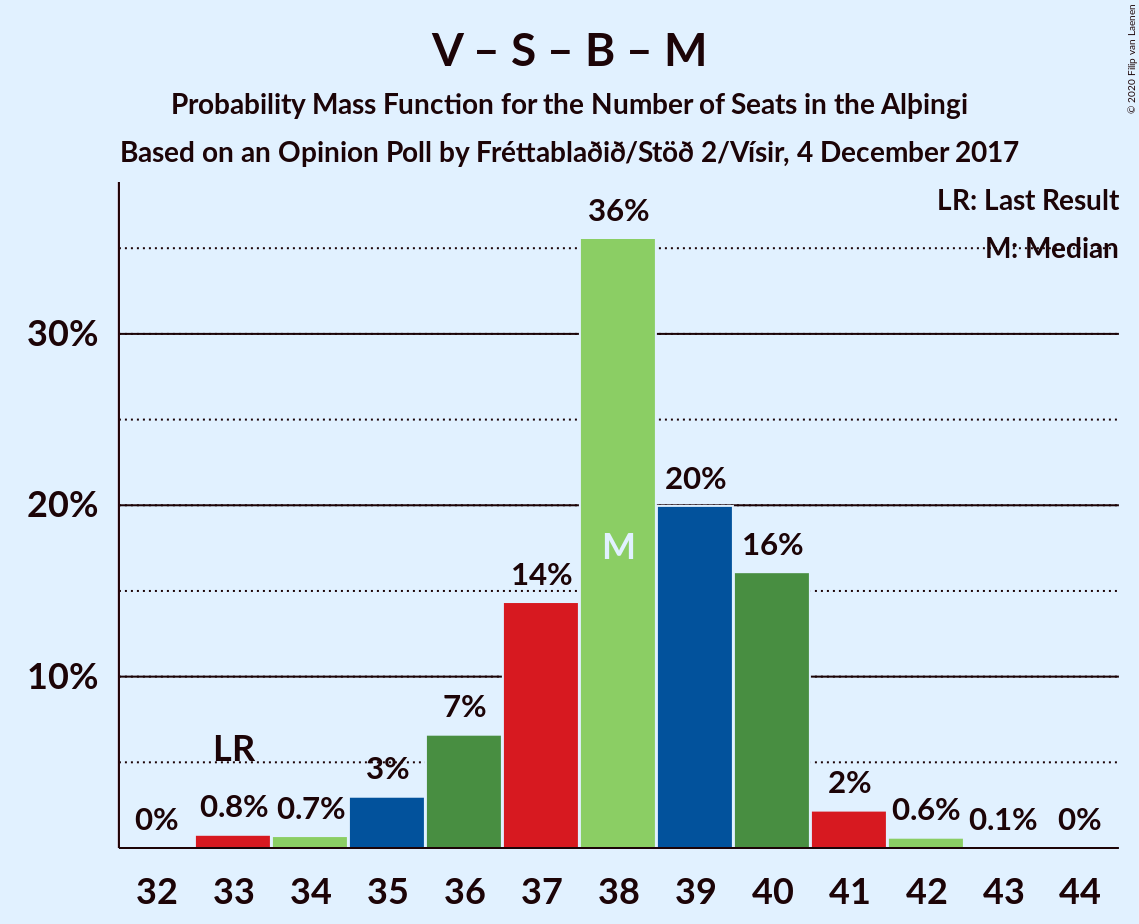 V – S – B – M
Probability Mass Function for the Number of Seats in the Alþingi
Based on an Opinion Poll by Fréttablaðið/Stöð 2/Vísir, 4 December 2017
© 2020 Filip van Laenen
LR: Last Result
M: Median
36%
30%
20%
20%
M
16%
14%
10%
7%
LR
3%
2%
0%
0.8%
0.7%
0.6%
0.1%
0%
32 33 34 35 36 37 38 39 40 41 42 43 44